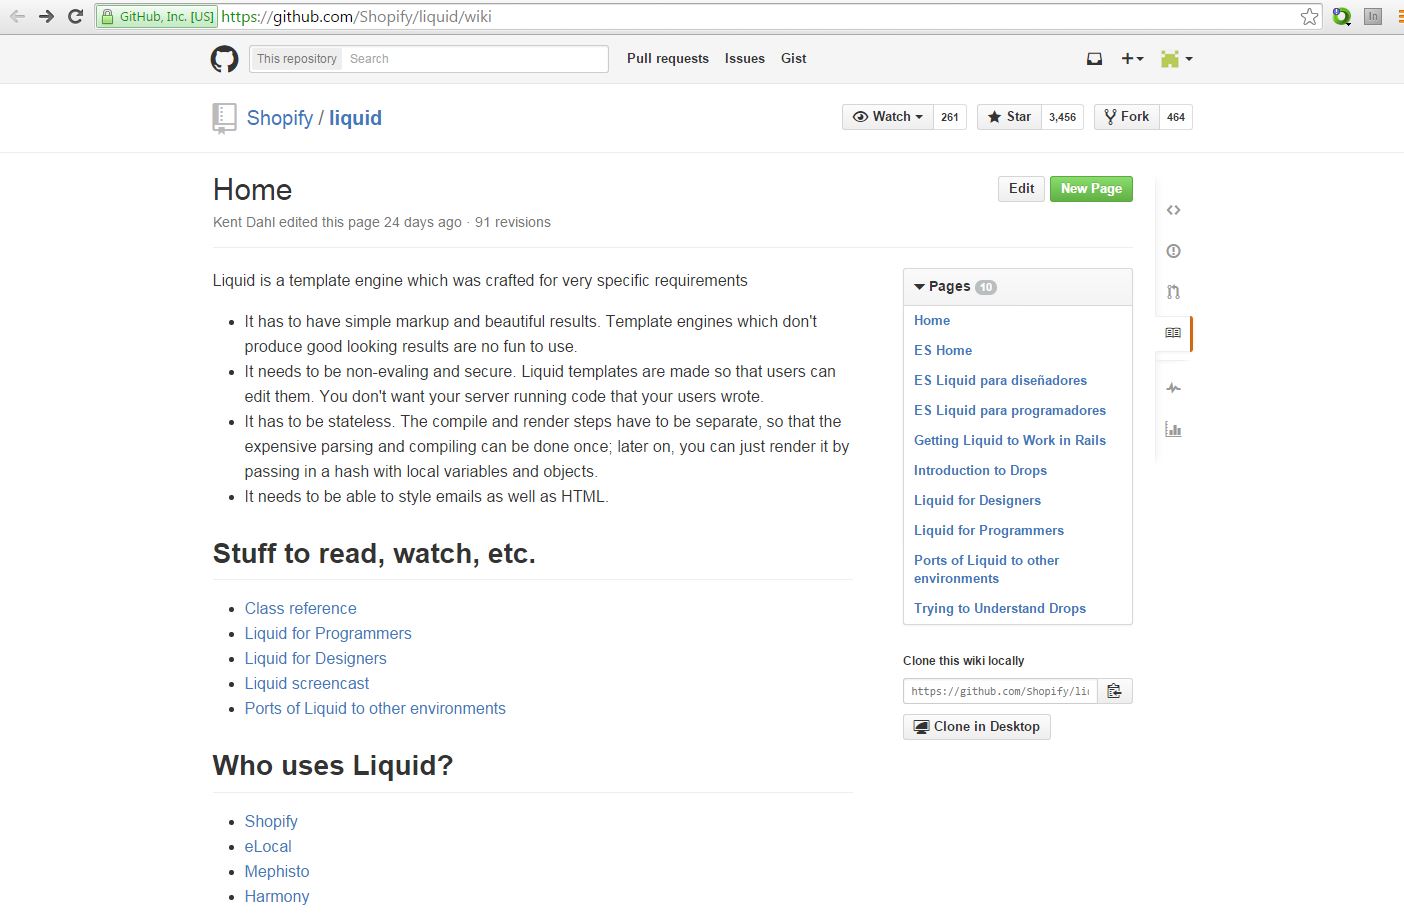 GitHub, Inc. [US] https://github.com/Shopify/liquid/wiki
This repository Search Pull requests Issues Gist
Shopify / liquid
Watch 261 Star 3,456 Fork 464
Home
Edit New Page
Kent Dahl edited this page 24 days ago · 91 revisions
Liquid is a template engine which was crafted for very specific requirements
It has to have simple markup and beautiful results. Template engines which don't
produce good looking results are no fun to use.
It needs to be non-evaling and secure. Liquid templates are made so that users can
edit them. You don't want your server running code that your users wrote.
It has to be stateless. The compile and render steps have to be separate, so that the
expensive parsing and compiling can be done once; later on, you can just render it by
passing in a hash with local variables and objects.
It needs to be able to style emails as well as HTML.
Stuff to read, watch, etc.
Class reference
Liquid for Programmers
Liquid for Designers
Liquid screencast
Ports of Liquid to other environments
Who uses Liquid?
Shopify
eLocal
Mephisto
Harmony
Pages 10
Home
ES Home
ES Liquid para diseñadores
ES Liquid para programadores
Getting Liquid to Work in Rails
Introduction to Drops
Liquid for Designers
Liquid for Programmers
Ports of Liquid to other
environments
Trying to Understand Drops
Clone this wiki locally
https://github.com/Shopify/li
Clone in Desktop